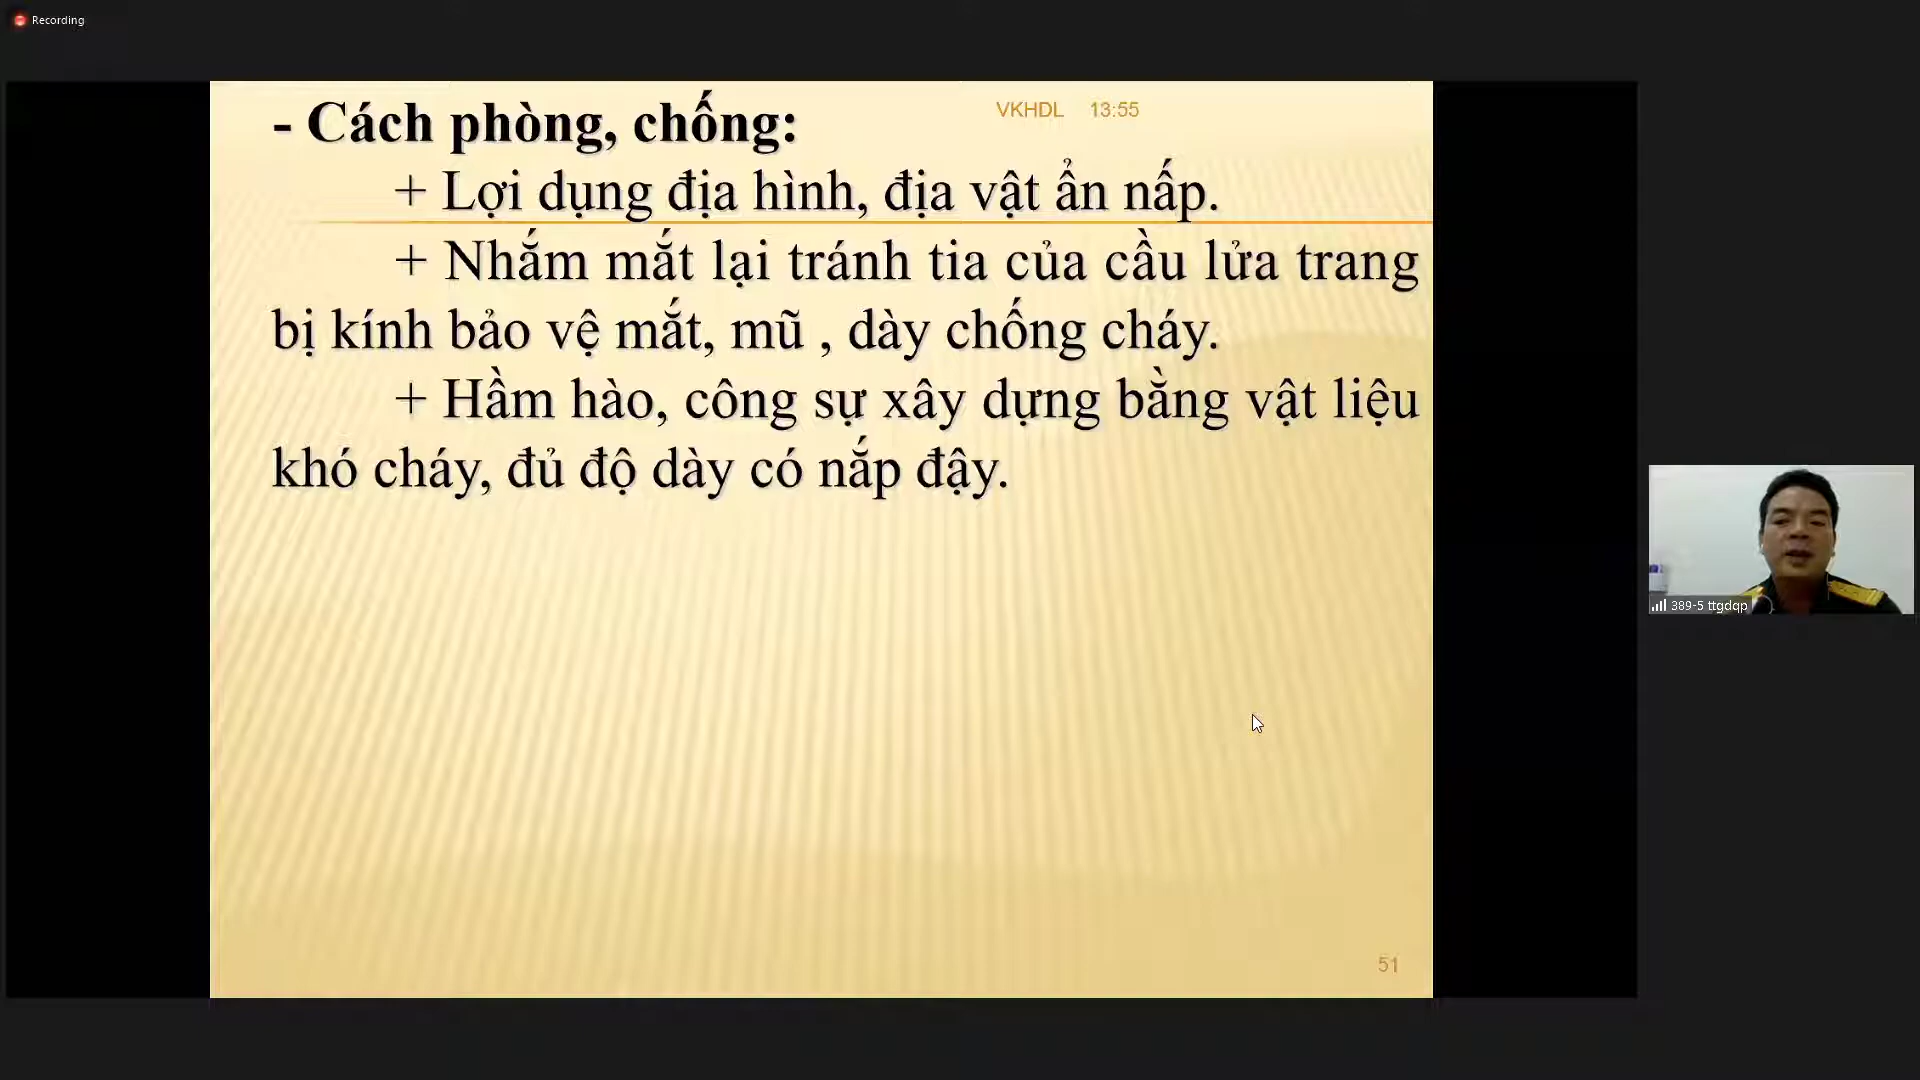 Recording
- Cách phòng, chống:
VKHDL 13:55
+ Lợi dụng địa hình, địa vật ẩn nấp.
+ Nhắm mắt lại tránh tia của cầu lửa trang
bị kính bảo vệ mắt, mũ , dày chống cháy.
+ Hầm hào, công sự xây dựng bằng vật liệu
khó cháy, đủ độ dày có nắp đậy.
389-5 ttgdqp
51